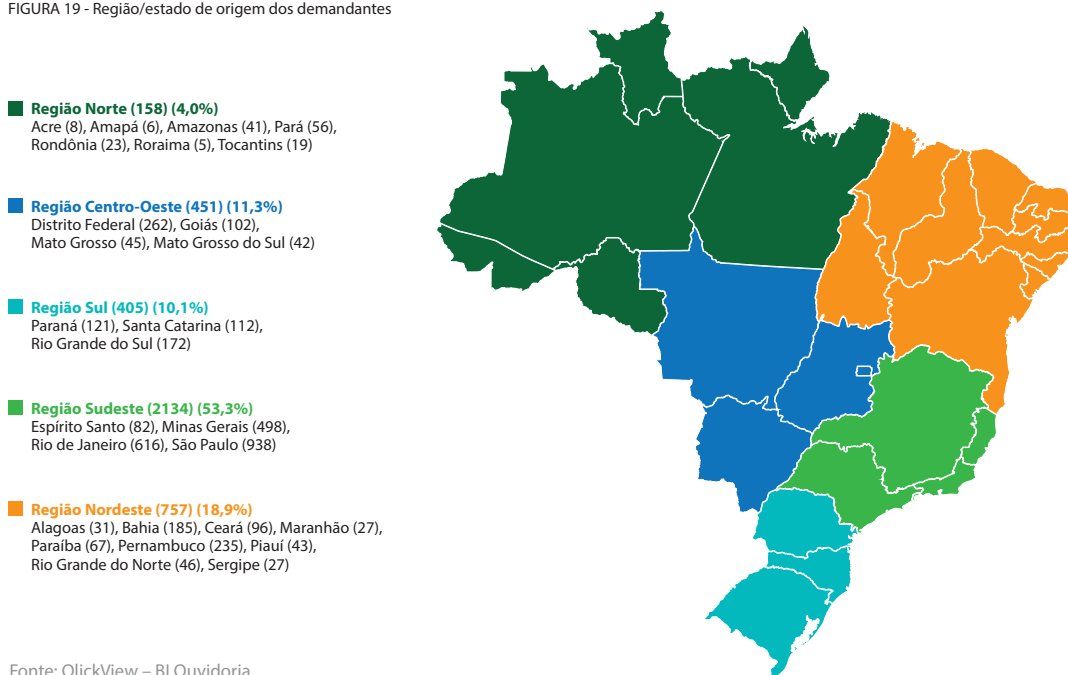 FIGURA 19 - Região/estado de origem dos demandantes
Região Norte (158) (4,0%)
Acre (8), Amapá (6), Amazonas (41), Pará (56),
Rondônia (23), Roraima (5), Tocantins (19)
Região Centro-Oeste (451) (11,3%)
Distrito Federal (262), Goiás (102),
Mato Grosso (45), Mato Grosso do Sul (42)
Região Sul (405) (10,1%)
Paraná (121), Santa Catarina (112),
Rio Grande do Sul (172)
Região Sudeste (2134) (53,3%)
Espírito Santo (82), Minas Gerais (498),
Rio de Janeiro (616), São Paulo (938)
Região Nordeste (757) (18,9%)
Alagoas (31), Bahia (185), Ceará (96), Maranhão (27),
Paraíba (67), Pernambuco (235), Piauí (43),
Rio Grande do Norte (46), Sergipe (27)
Fonte: QlickView – BI Ouvidoria